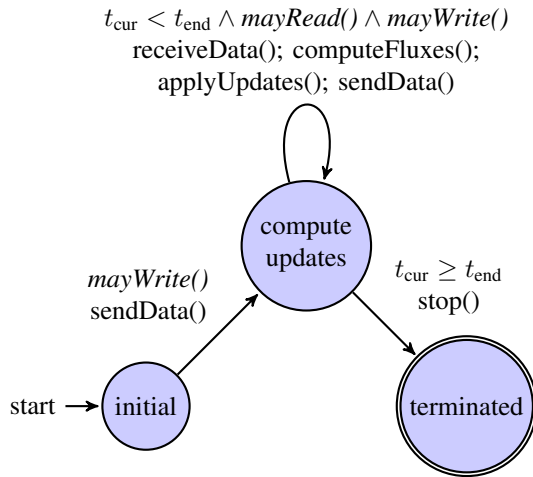 t_cur < t_end ∧ mayRead() ∧ mayWrite()
receiveData(); computeFluxes();
applyUpdates(); sendData()
compute
updates
mayWrite()
sendData()
t_cur ≥ t_end
stop()
start
initial
terminated